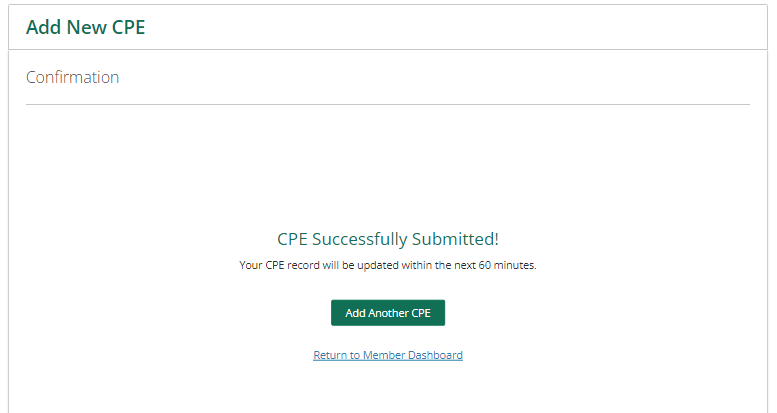 Add New CPE
Confirmation
CPE Successfully Submitted!
Your CPE record will be updated within the next 60 minutes.
Add Another CPE
Return to Member Dashboard